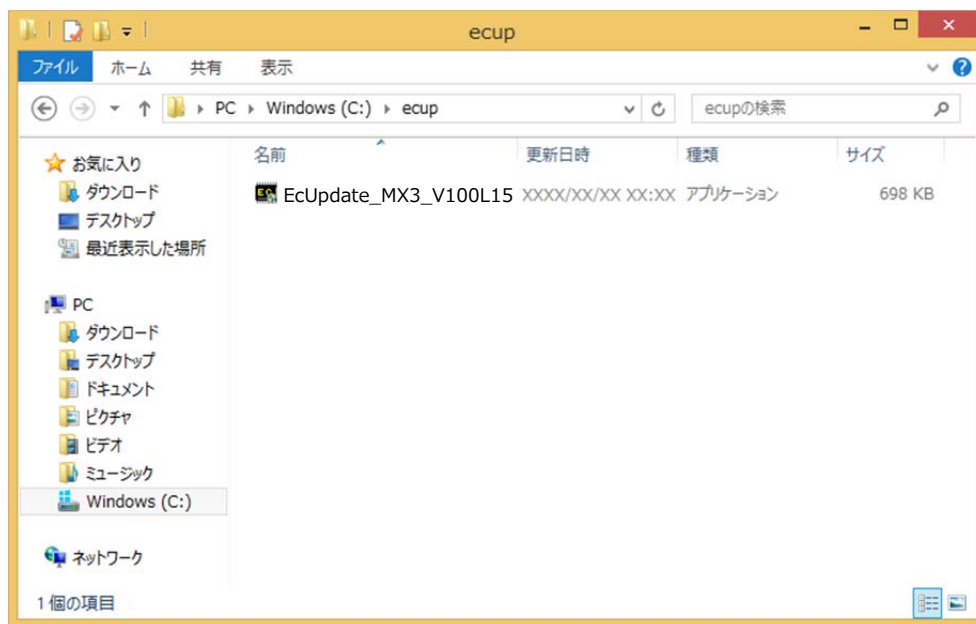 ecup
ファイル ホーム 共有 表示
PC Windows (C:) ecup ecupの検索
名前 更新日時 種類 サイズ
EcUpdate_MX3_V100L15 XXXX/XX/XX XX:XX アプリケーション 698 KB
お気に入り
ダウンロード
デスクトップ
最近表示した場所
PC
ダウンロード
デスクトップ
ドキュメント
ピクチャ
ビデオ
ミュージック
Windows (C:)
ネットワーク
1 個の項目